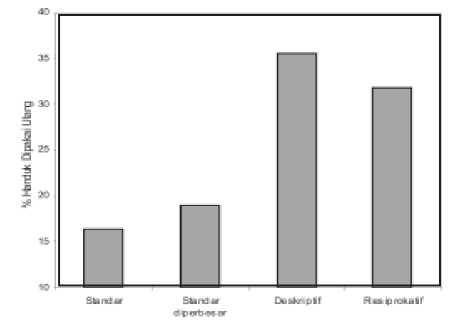 40
35
30
25
20
15
10
% Handuk Dipakai Ulang
Standar
Standar
diperbesar
Deskriptif
Resiprokatif